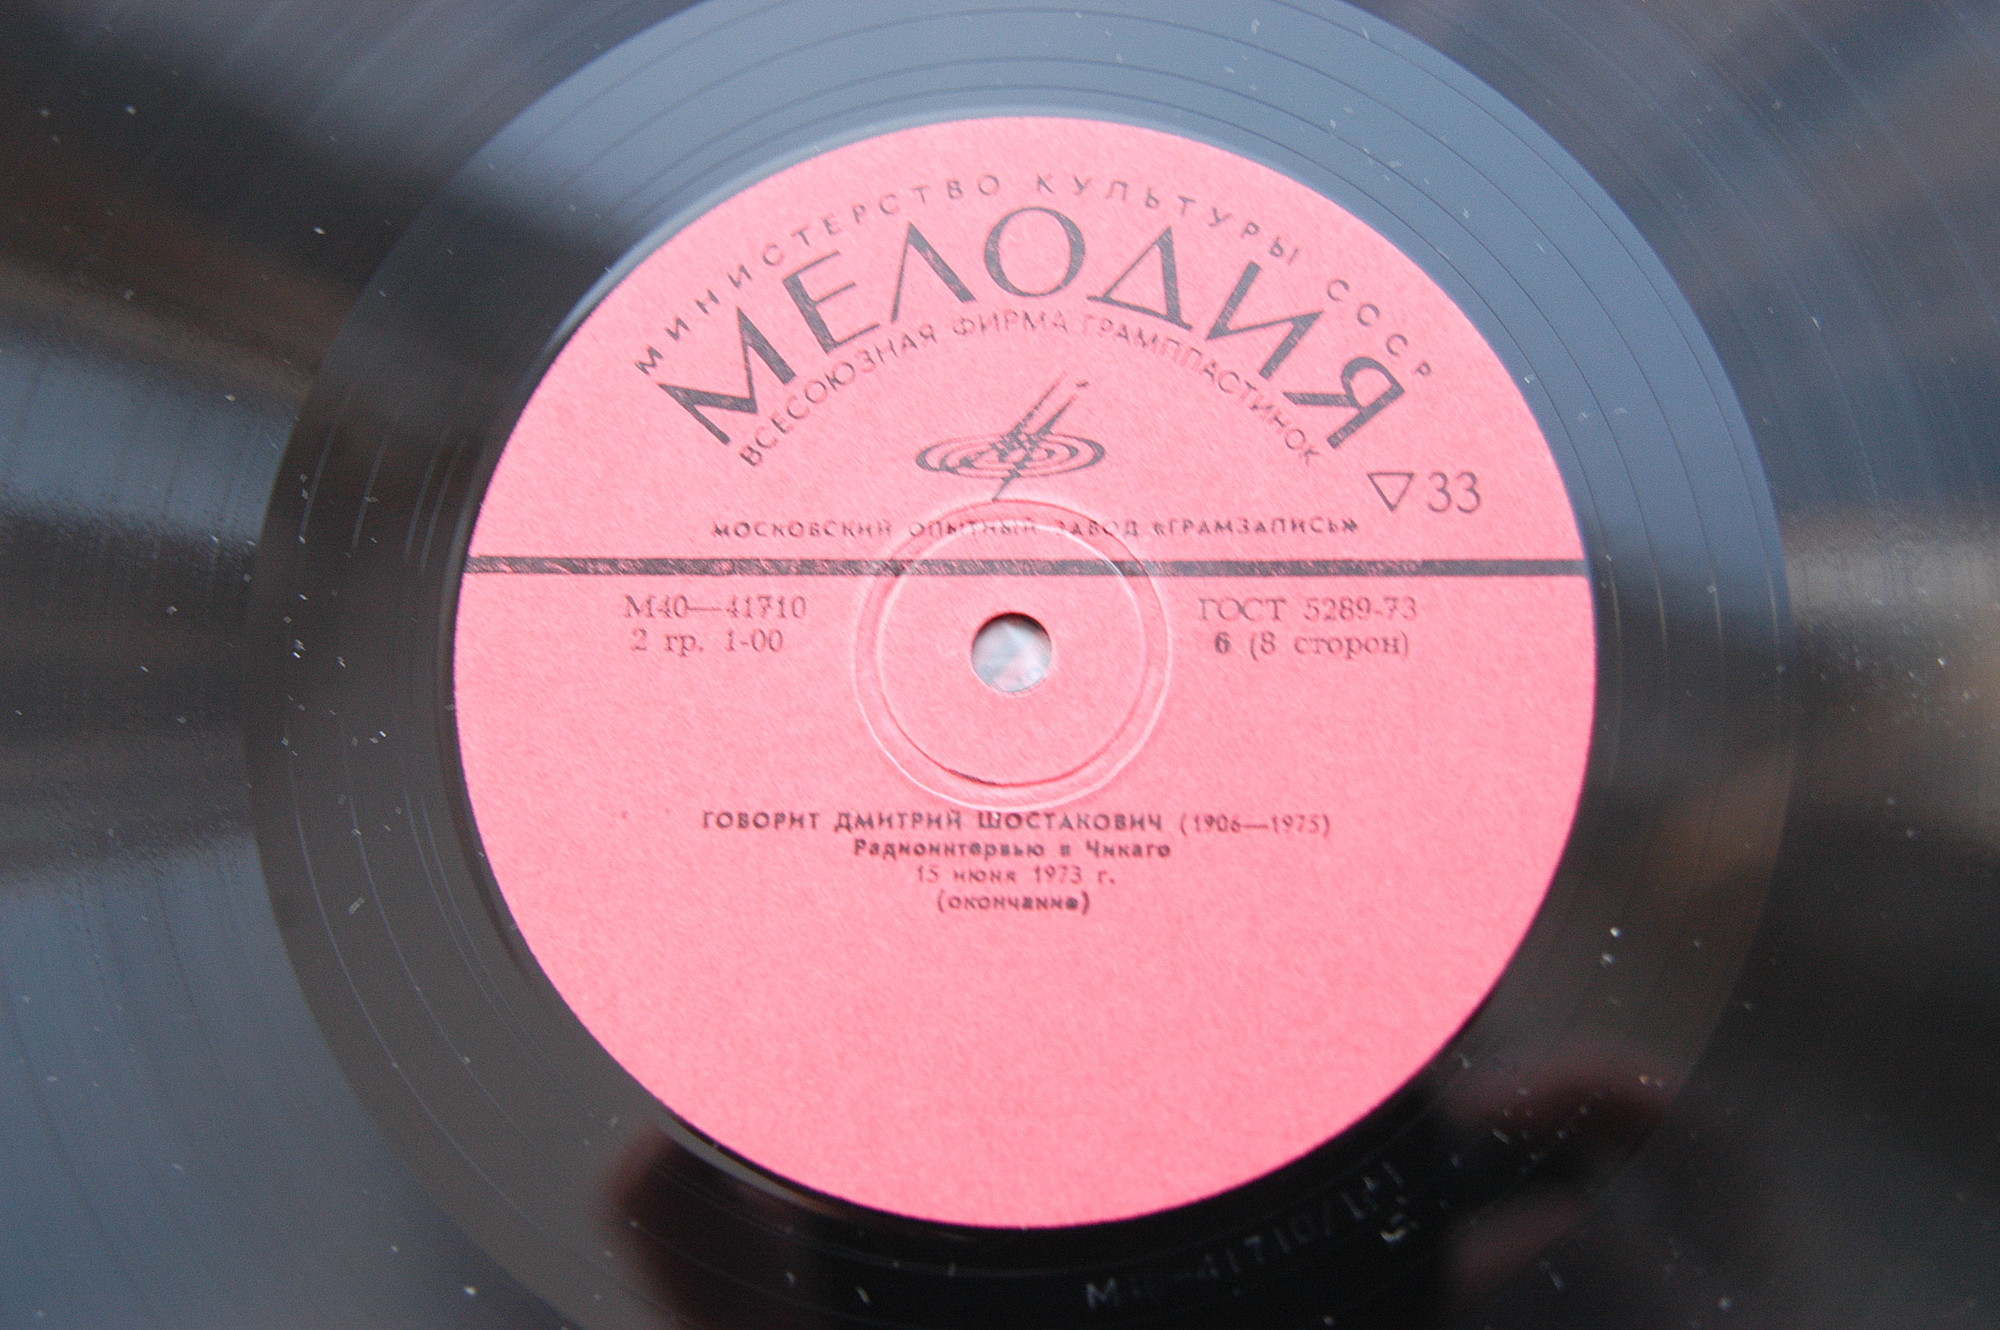 МИНИСТЕРСТВО КУЛЬТУРЫ СССР
МЕЛОДИЯ
ВСЕСОЮЗНАЯ ФИРМА ГРАМПЛАСТИНОК
▽33
МОСКОВСКИЙ ОПЫТНЫЙ ЗАВОД «ГРАМЗАПИСЬ»
М40—41710
ГОСТ 5289-73
2 гр. 1-00
6 (8 сторон)
ГОВОРИТ ДМИТРИЙ ШОСТАКОВИЧ (1906—1975)
Радиоинтервью в Чикаго
15 июня 1973 г.
(окончание)